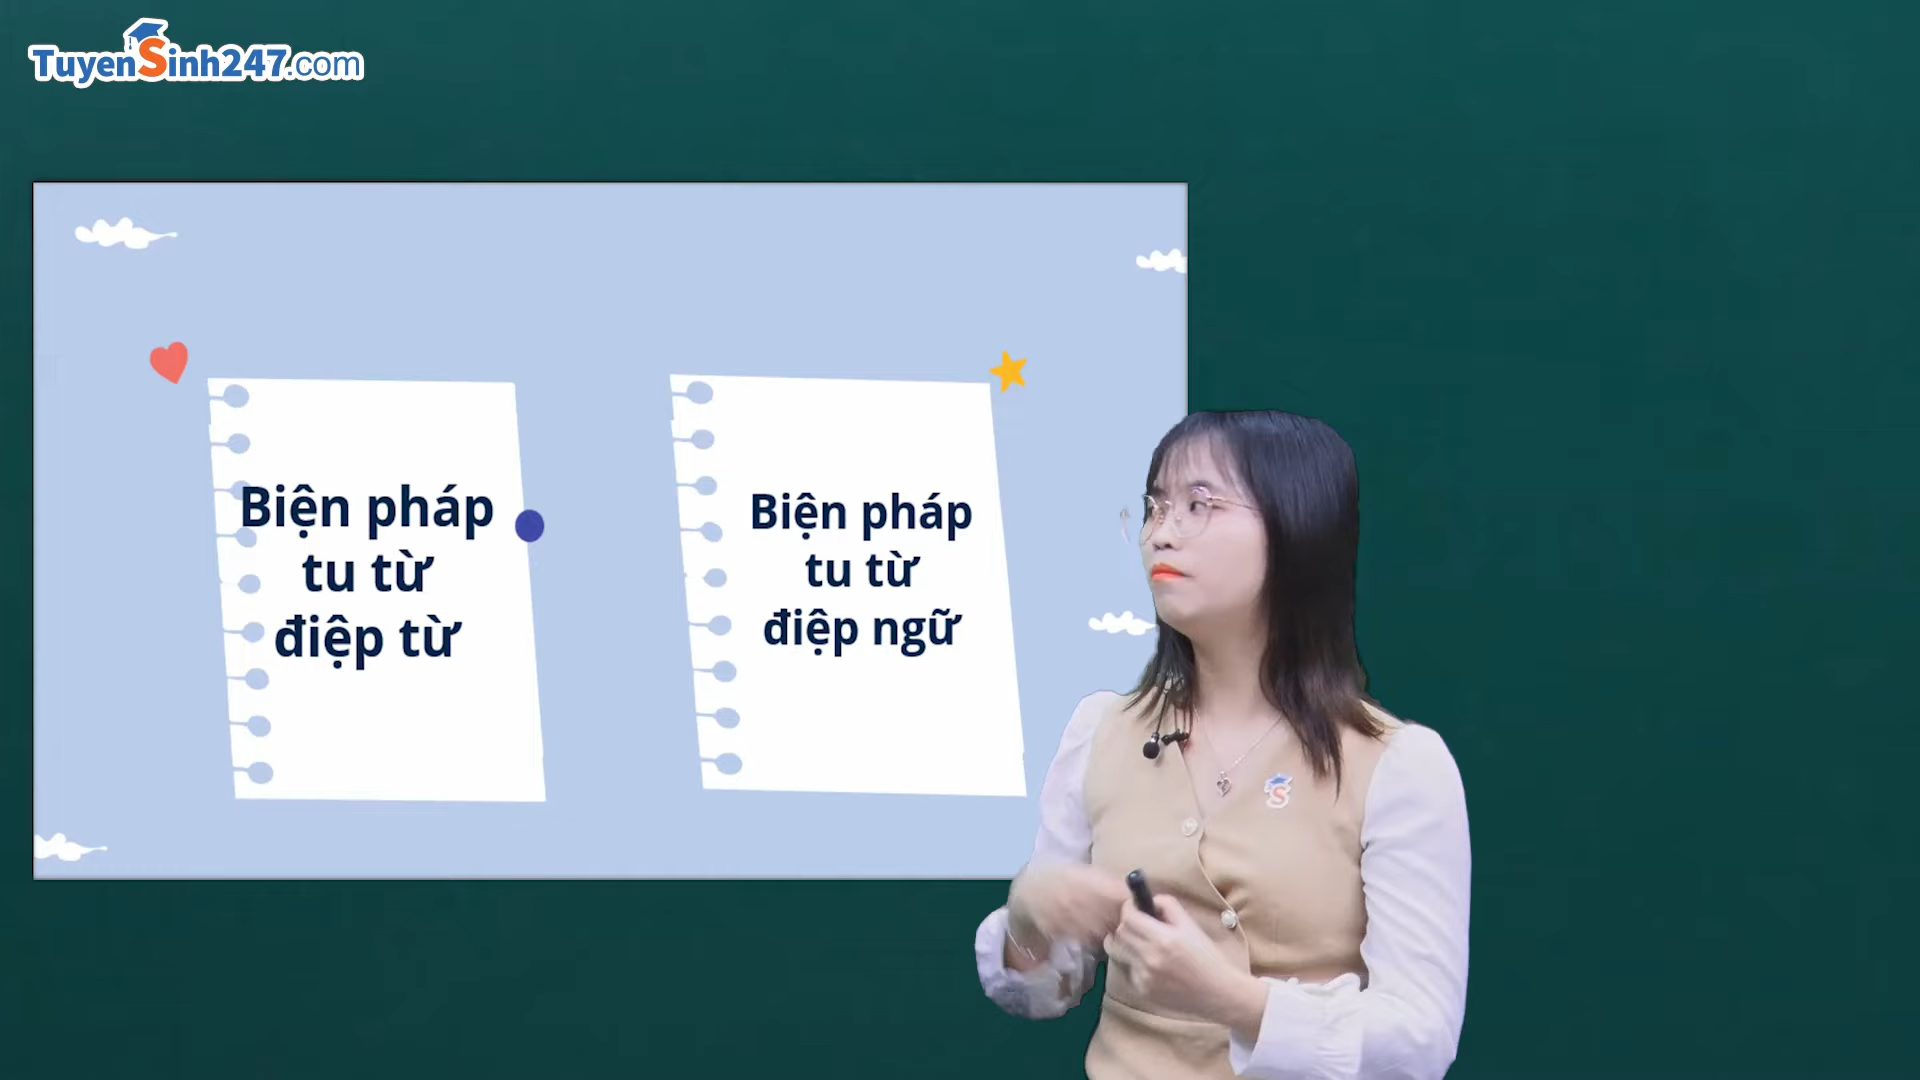 TuyenSinh247.com
Biện pháp
tu từ
điệp từ
Biện pháp
tu từ
điệp ngữ
S